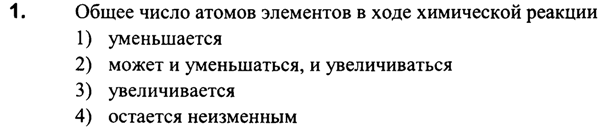 1. Общее число атомов элементов в ходе химической реакции
1) уменьшается
2) может и уменьшаться, и увеличиваться
3) увеличивается
4) остается неизменным